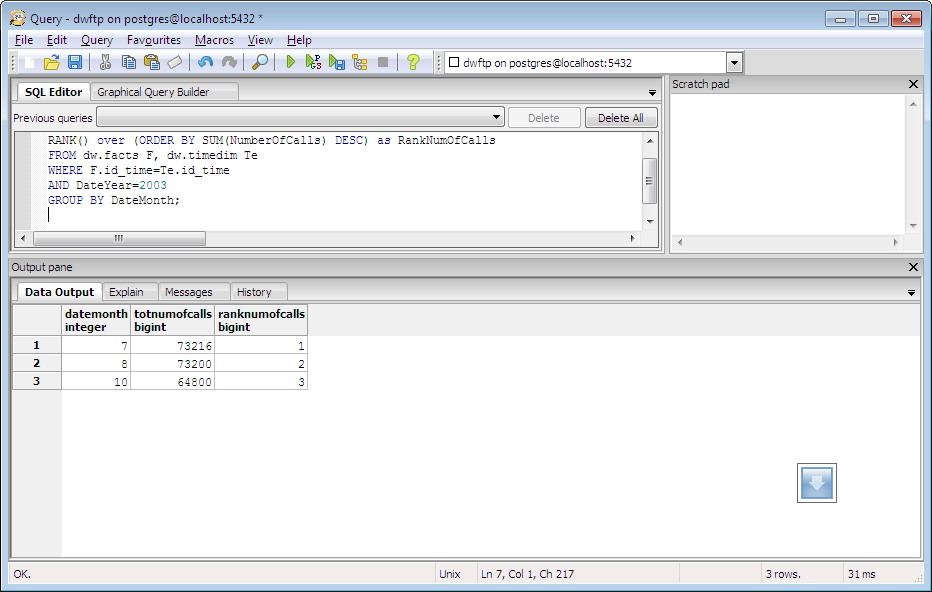 Query - dwftp on postgres@localhost:5432 *
File Edit Query Favourites Macros View Help
dwftp on postgres@localhost:5432
SQL Editor Graphical Query Builder
Scratch pad
Previous queries Delete Delete All
RANK() over (ORDER BY SUM(NumberOfCalls) DESC) as RankNumOfCalls
FROM dw.facts F, dw.timedim Te
WHERE F.id_time=Te.id_time
AND DateYear=2003
GROUP BY DateMonth;
Output pane
Data Output Explain Messages History
datemonth totnumofcalls ranknumofcalls
integer bigint bigint
1 7 73216 1
2 8 73200 2
3 10 64800 3
OK. Unix Ln 7, Col 1, Ch 217 3 rows. 31 ms